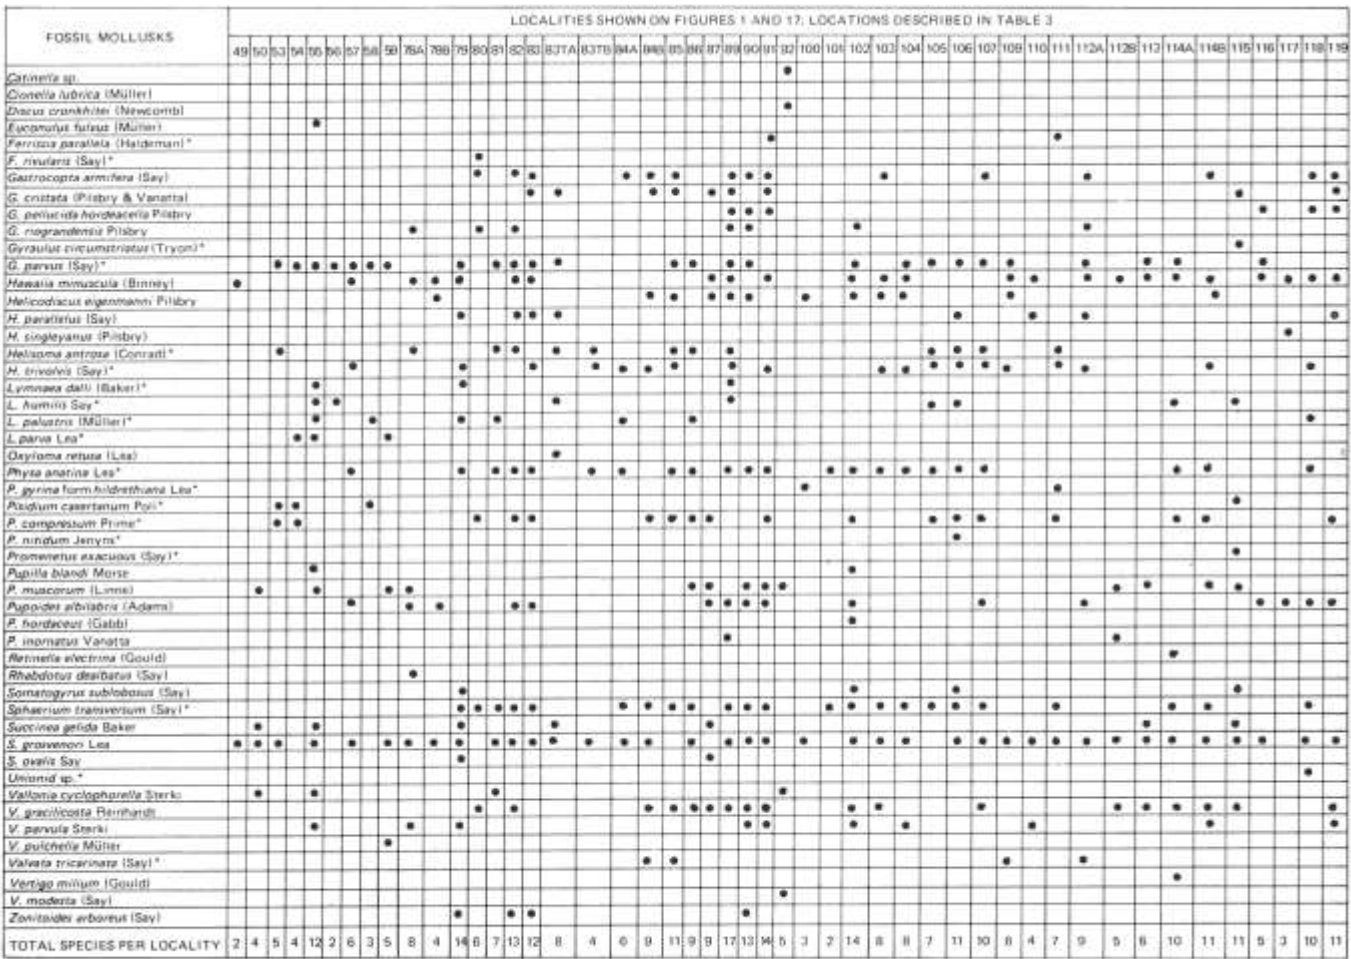 LOCALITIES SHOWN ON FIGURES 1 AND 17; LOCATIONS DESCRIBED IN TABLE 3
FOSSIL MOLLUSKS
49 50 53 54 55 56 57 58 59 78A 78B 79 80 81 82 83 83TA 83TB 84A 84B 85 86 87 89 90 91 92 100 101 102 103 104 105 106 107 109 110 111 112A 112B 113 114A 114B 115 116 117 118 119
Catinella sp.
Cionella lubrica (Müller)
Discus cronkhitei (Newcomb)
Euconulus fulvus (Müller)
Ferrissia parallela (Haldeman)*
F. rivularis (Say)*
Gastrocopta armifera (Say)
G. cristata (Pilsbry & Vanatta)
G. pellucida hordeacella Pilsbry
G. riograndensis Pilsbry
Gyraulus circumstriatus (Tryon)*
G. parvus (Say)*
Hawaiia minuscula (Binney)
Helicodiscus eigenmanni Pilsbry
H. parallelus (Say)
H. singleyanus (Pilsbry)
Helisoma antrosa (Conrad)*
H. trivolvis (Say)*
Lymnaea dalli (Baker)*
L. humilis Say*
L. palustris (Müller)*
L. parva Lea*
Oxyloma retusa (Lea)
Physa anatina Lea*
P. gyrina form hildrethiana Lea*
Pisidium casertanum Poli*
P. compressum Prime*
P. nitidum Jenyns*
Promenetus exacuous (Say)*
Pupilla blandi Morse
P. muscorum (Linné)
Pupoides albilabris (Adams)
P. hordaceus (Gabb)
P. inornatus Vanatta
Retinella electrina (Gould)
Rhabdotus dealbatus (Say)
Somatogyrus subglobosus (Say)
Sphaerium transversum (Say)*
Succinea gelida Baker
S. grosvenori Lea
S. ovalis Say
Unionid sp.*
Vallonia cyclophorella Sterki
V. gracilicosta Reinhardt
V. parvula Sterki
V. pulchella Müller
Valvata tricarinata (Say)*
Vertigo milium (Gould)
V. modesta (Say)
Zonitoides arboreus (Say)
TOTAL SPECIES PER LOCALITY 2 4 5 4 12 2 6 3 5 8 4 14 6 7 13 12 8 4 6 9 11 9 9 17 13 14 5 3 2 14 8 8 7 11 10 8 4 7 9 5 6 10 11 11 5 3 10 11